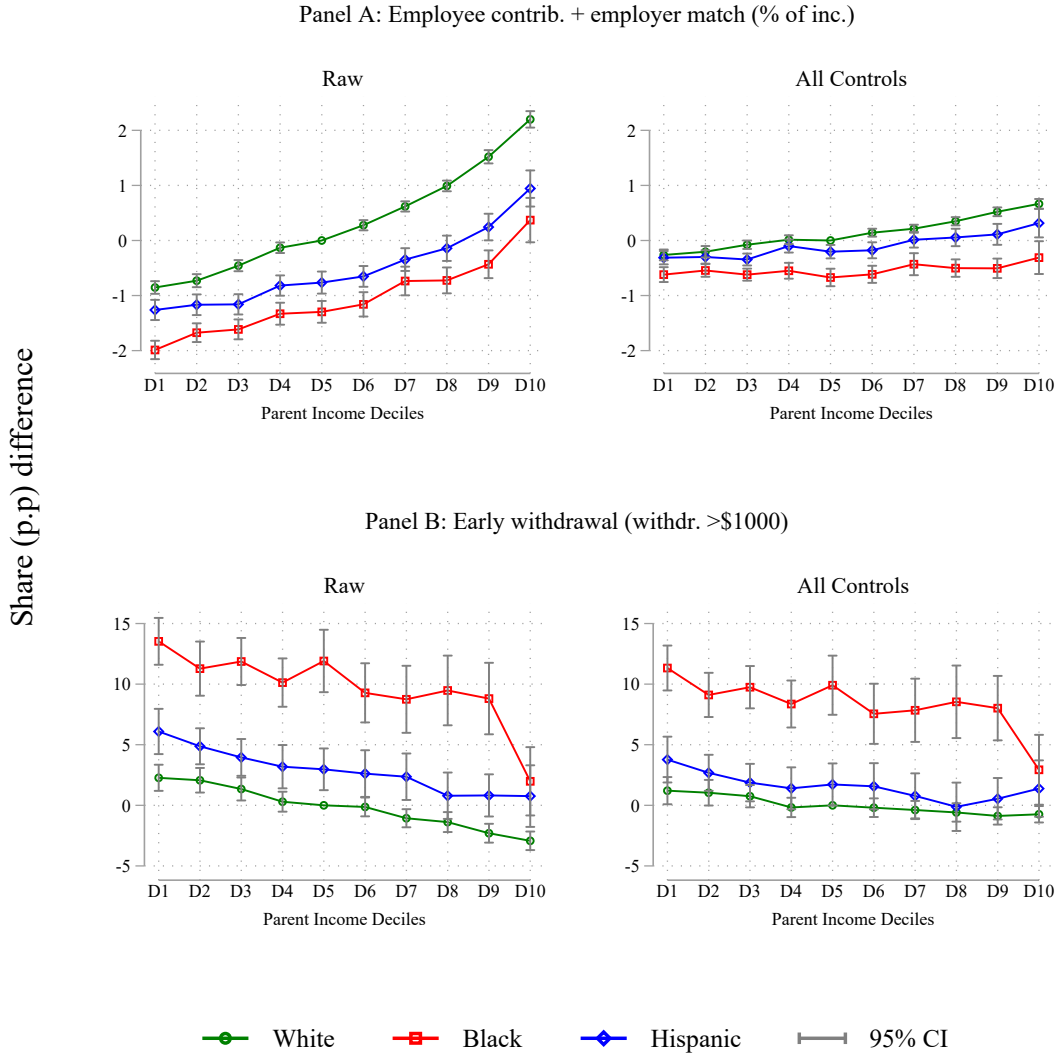 Panel A: Employee contrib. + employer match (% of inc.)
Raw
All Controls
2
1
0
-1
-2
D1 D2 D3 D4 D5 D6 D7 D8 D9 D10
Parent Income Deciles
2
1
0
-1
-2
D1 D2 D3 D4 D5 D6 D7 D8 D9 D10
Parent Income Deciles
Share (p.p) difference
Panel B: Early withdrawal (withdr. >$1000)
Raw
All Controls
15
10
5
0
-5
D1 D2 D3 D4 D5 D6 D7 D8 D9 D10
Parent Income Deciles
15
10
5
0
-5
D1 D2 D3 D4 D5 D6 D7 D8 D9 D10
Parent Income Deciles
White Black Hispanic 95% CI